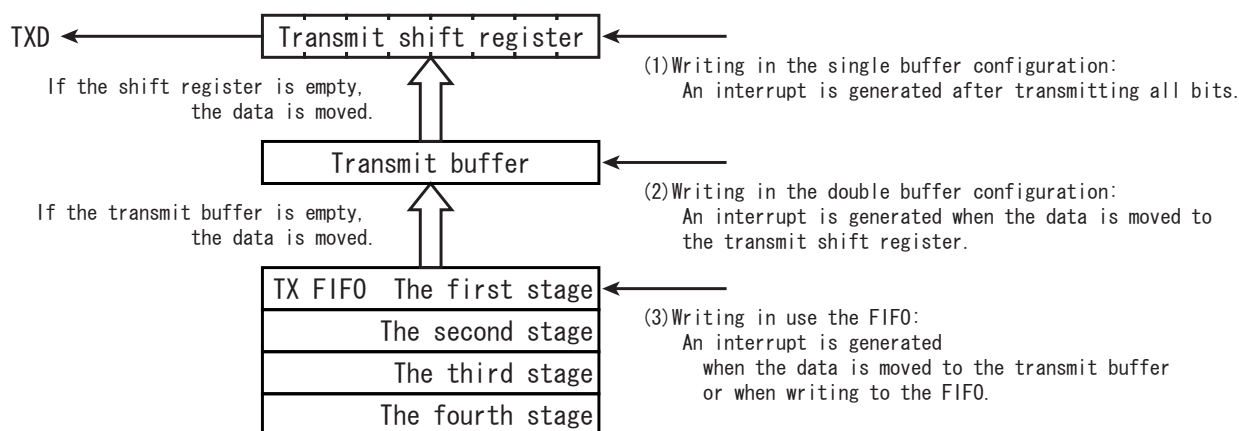 TXD
Transmit shift register
(1)Writing in the single buffer configuration:
An interrupt is generated after transmitting all bits.
If the shift register is empty,
the data is moved.
Transmit buffer
(2)Writing in the double buffer configuration:
An interrupt is generated when the data is moved to
the transmit shift register.
If the transmit buffer is empty,
the data is moved.
TX FIFO The first stage
The second stage
The third stage
The fourth stage
(3)Writing in use the FIFO:
An interrupt is generated
when the data is moved to the transmit buffer
or when writing to the FIFO.